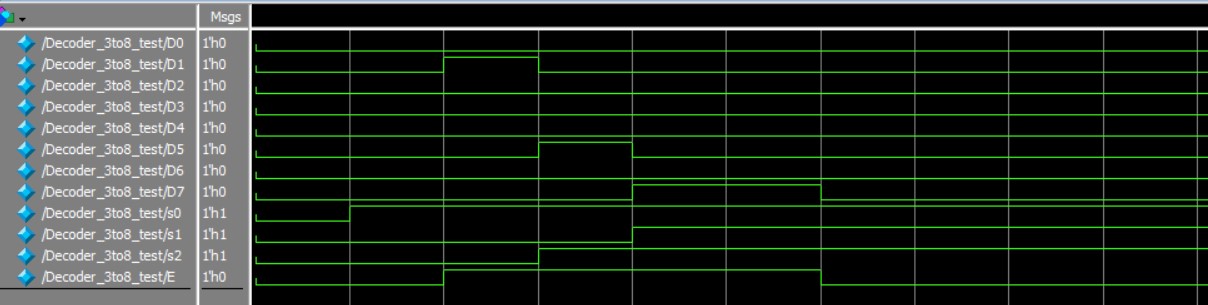 Msgs
/Decoder_3to8_test/D0 1'h0
/Decoder_3to8_test/D1 1'h0
/Decoder_3to8_test/D2 1'h0
/Decoder_3to8_test/D3 1'h0
/Decoder_3to8_test/D4 1'h0
/Decoder_3to8_test/D5 1'h0
/Decoder_3to8_test/D6 1'h0
/Decoder_3to8_test/D7 1'h0
/Decoder_3to8_test/s0 1'h1
/Decoder_3to8_test/s1 1'h1
/Decoder_3to8_test/s2 1'h1
/Decoder_3to8_test/E 1'h0